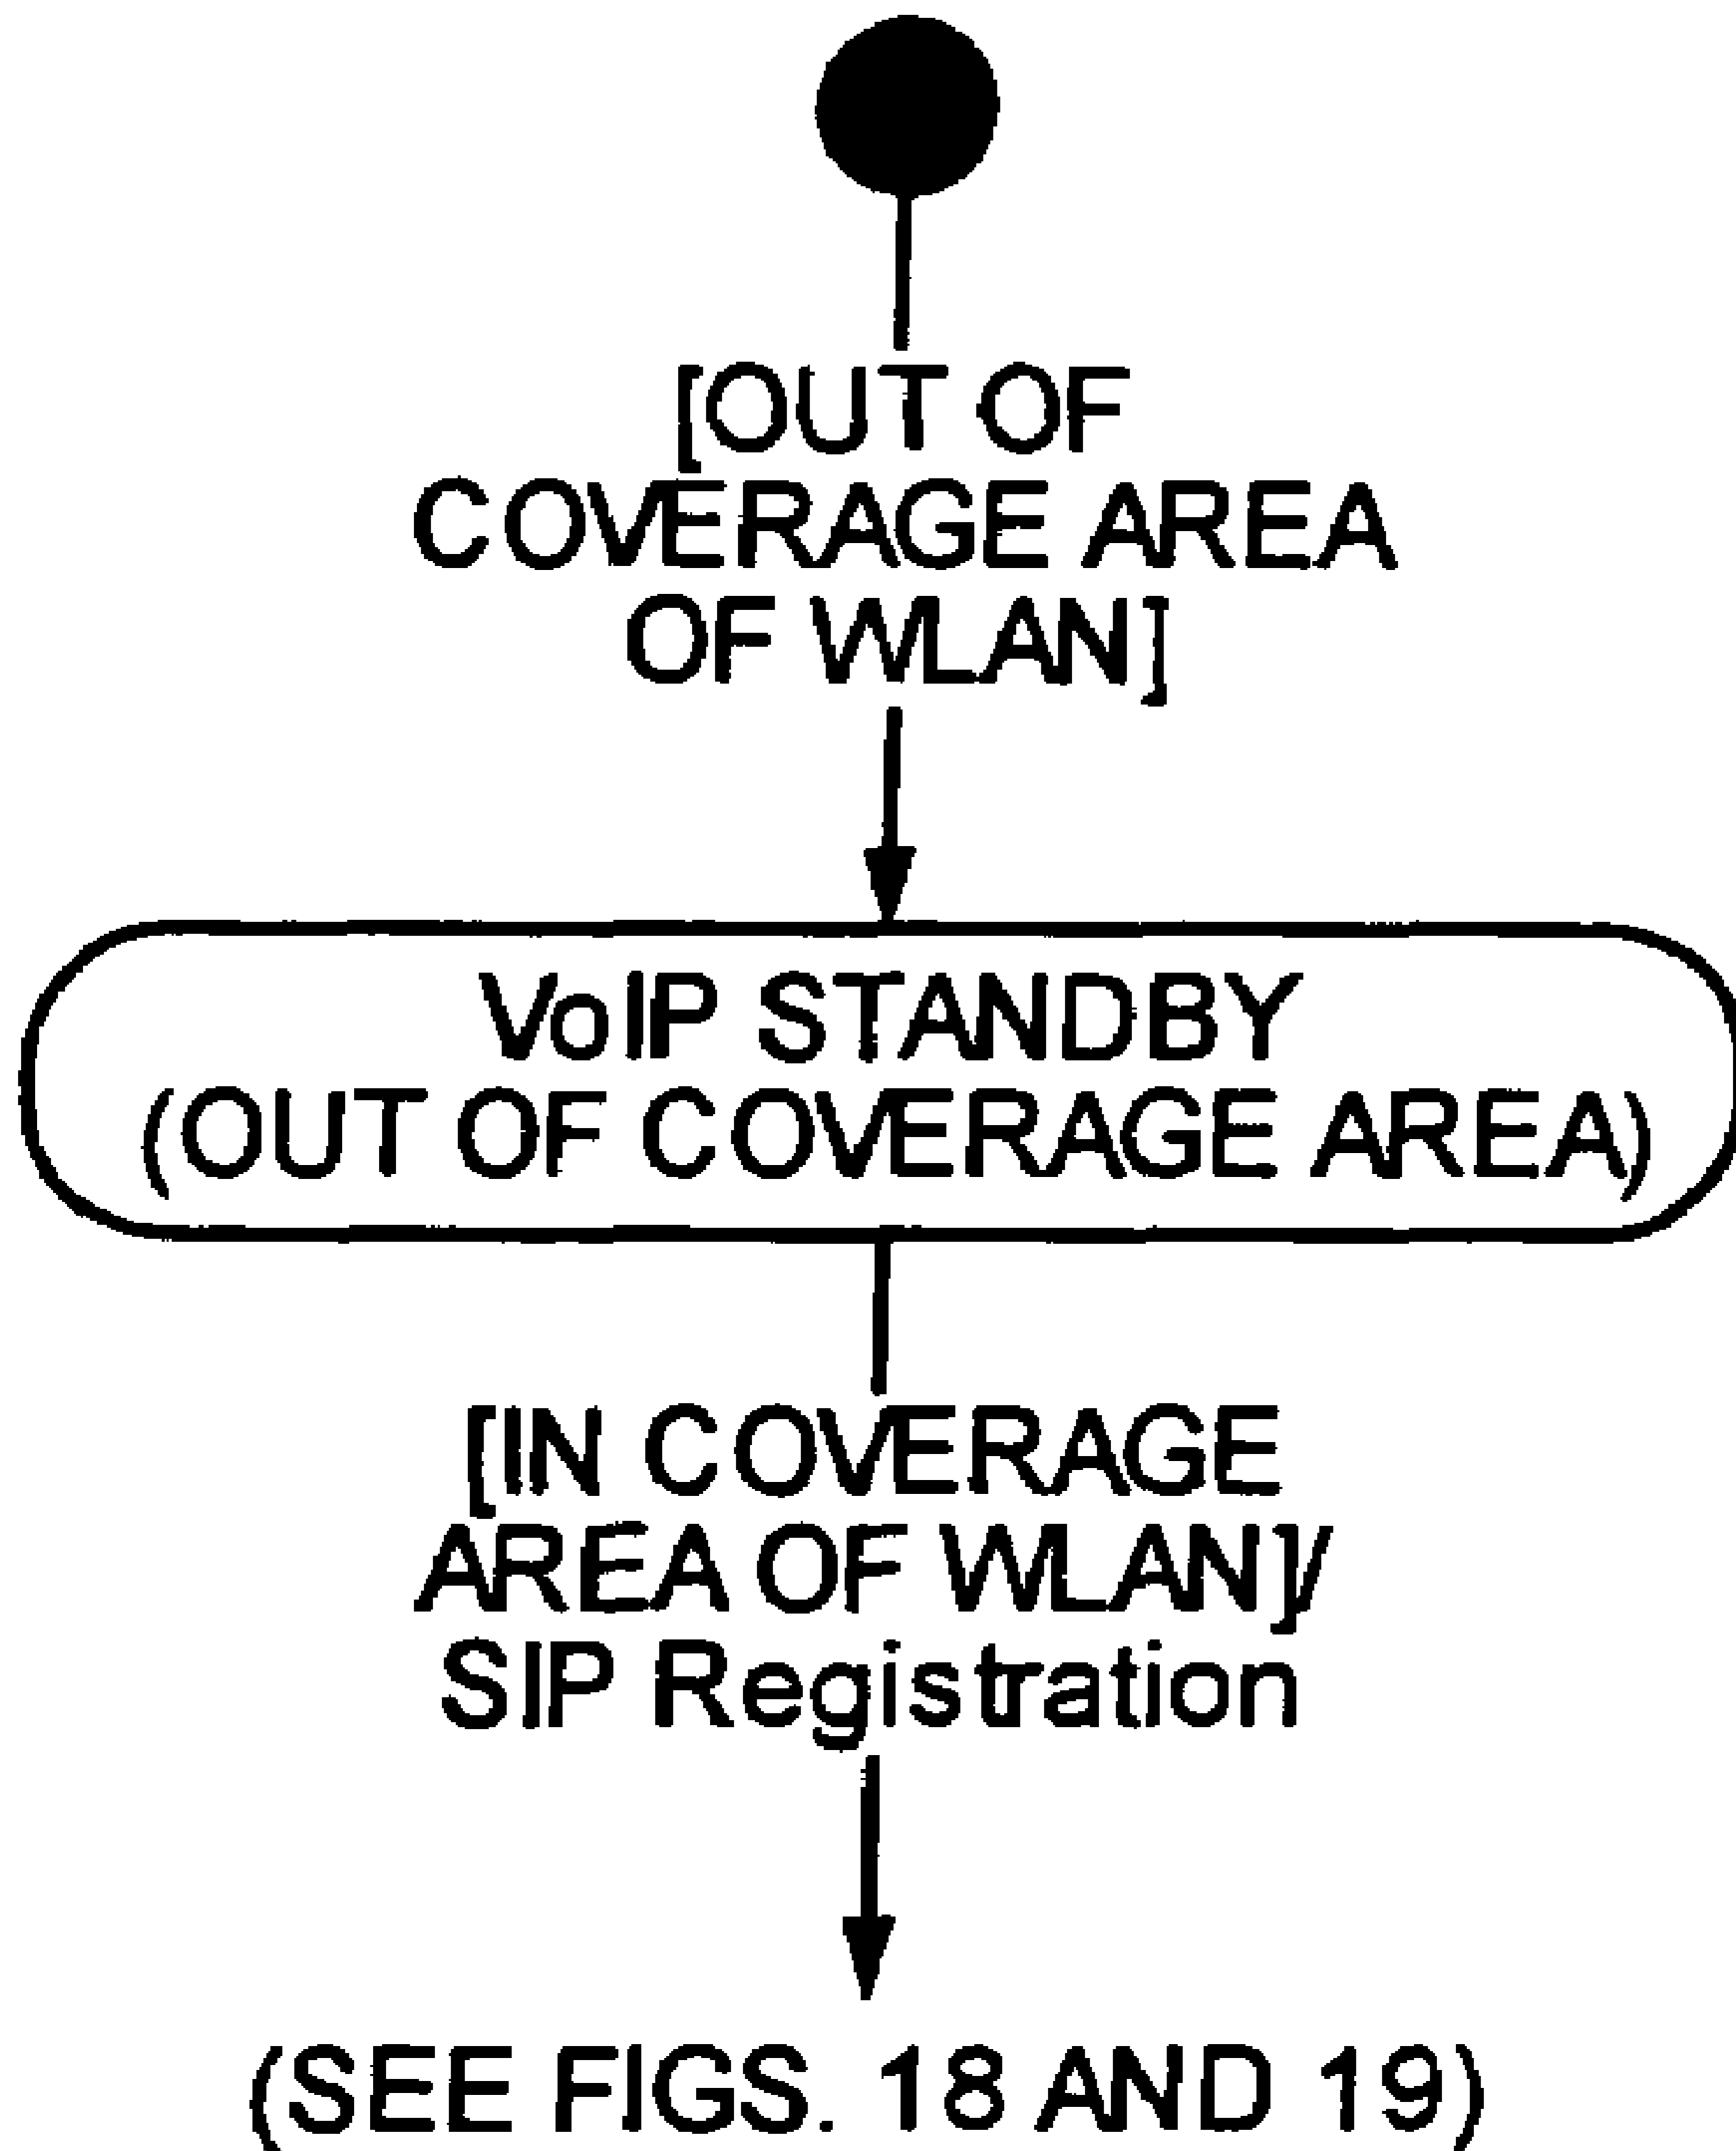 [OUT OF
COVERAGE AREA
OF WLAN]
VoIP STANDBY
(OUT OF COVERAGE AREA)
[IN COVERAGE
AREA OF WLAN]/
SIP Registration
(SEE FIGS. 18 AND 19)